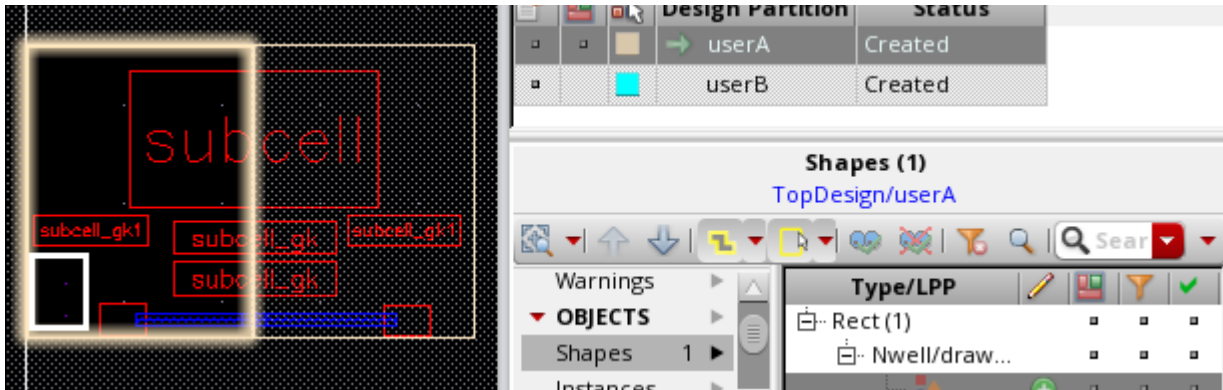 Design Partition Status
userA Created
userB Created
subcell
subcell_gk1 subcell_gk subcell_gk1
subcell_gk
Shapes (1)
TopDesign/userA
Sear
Warnings
OBJECTS
Shapes 1
Instances
Type/LPP
Rect (1)
Nwell/draw...